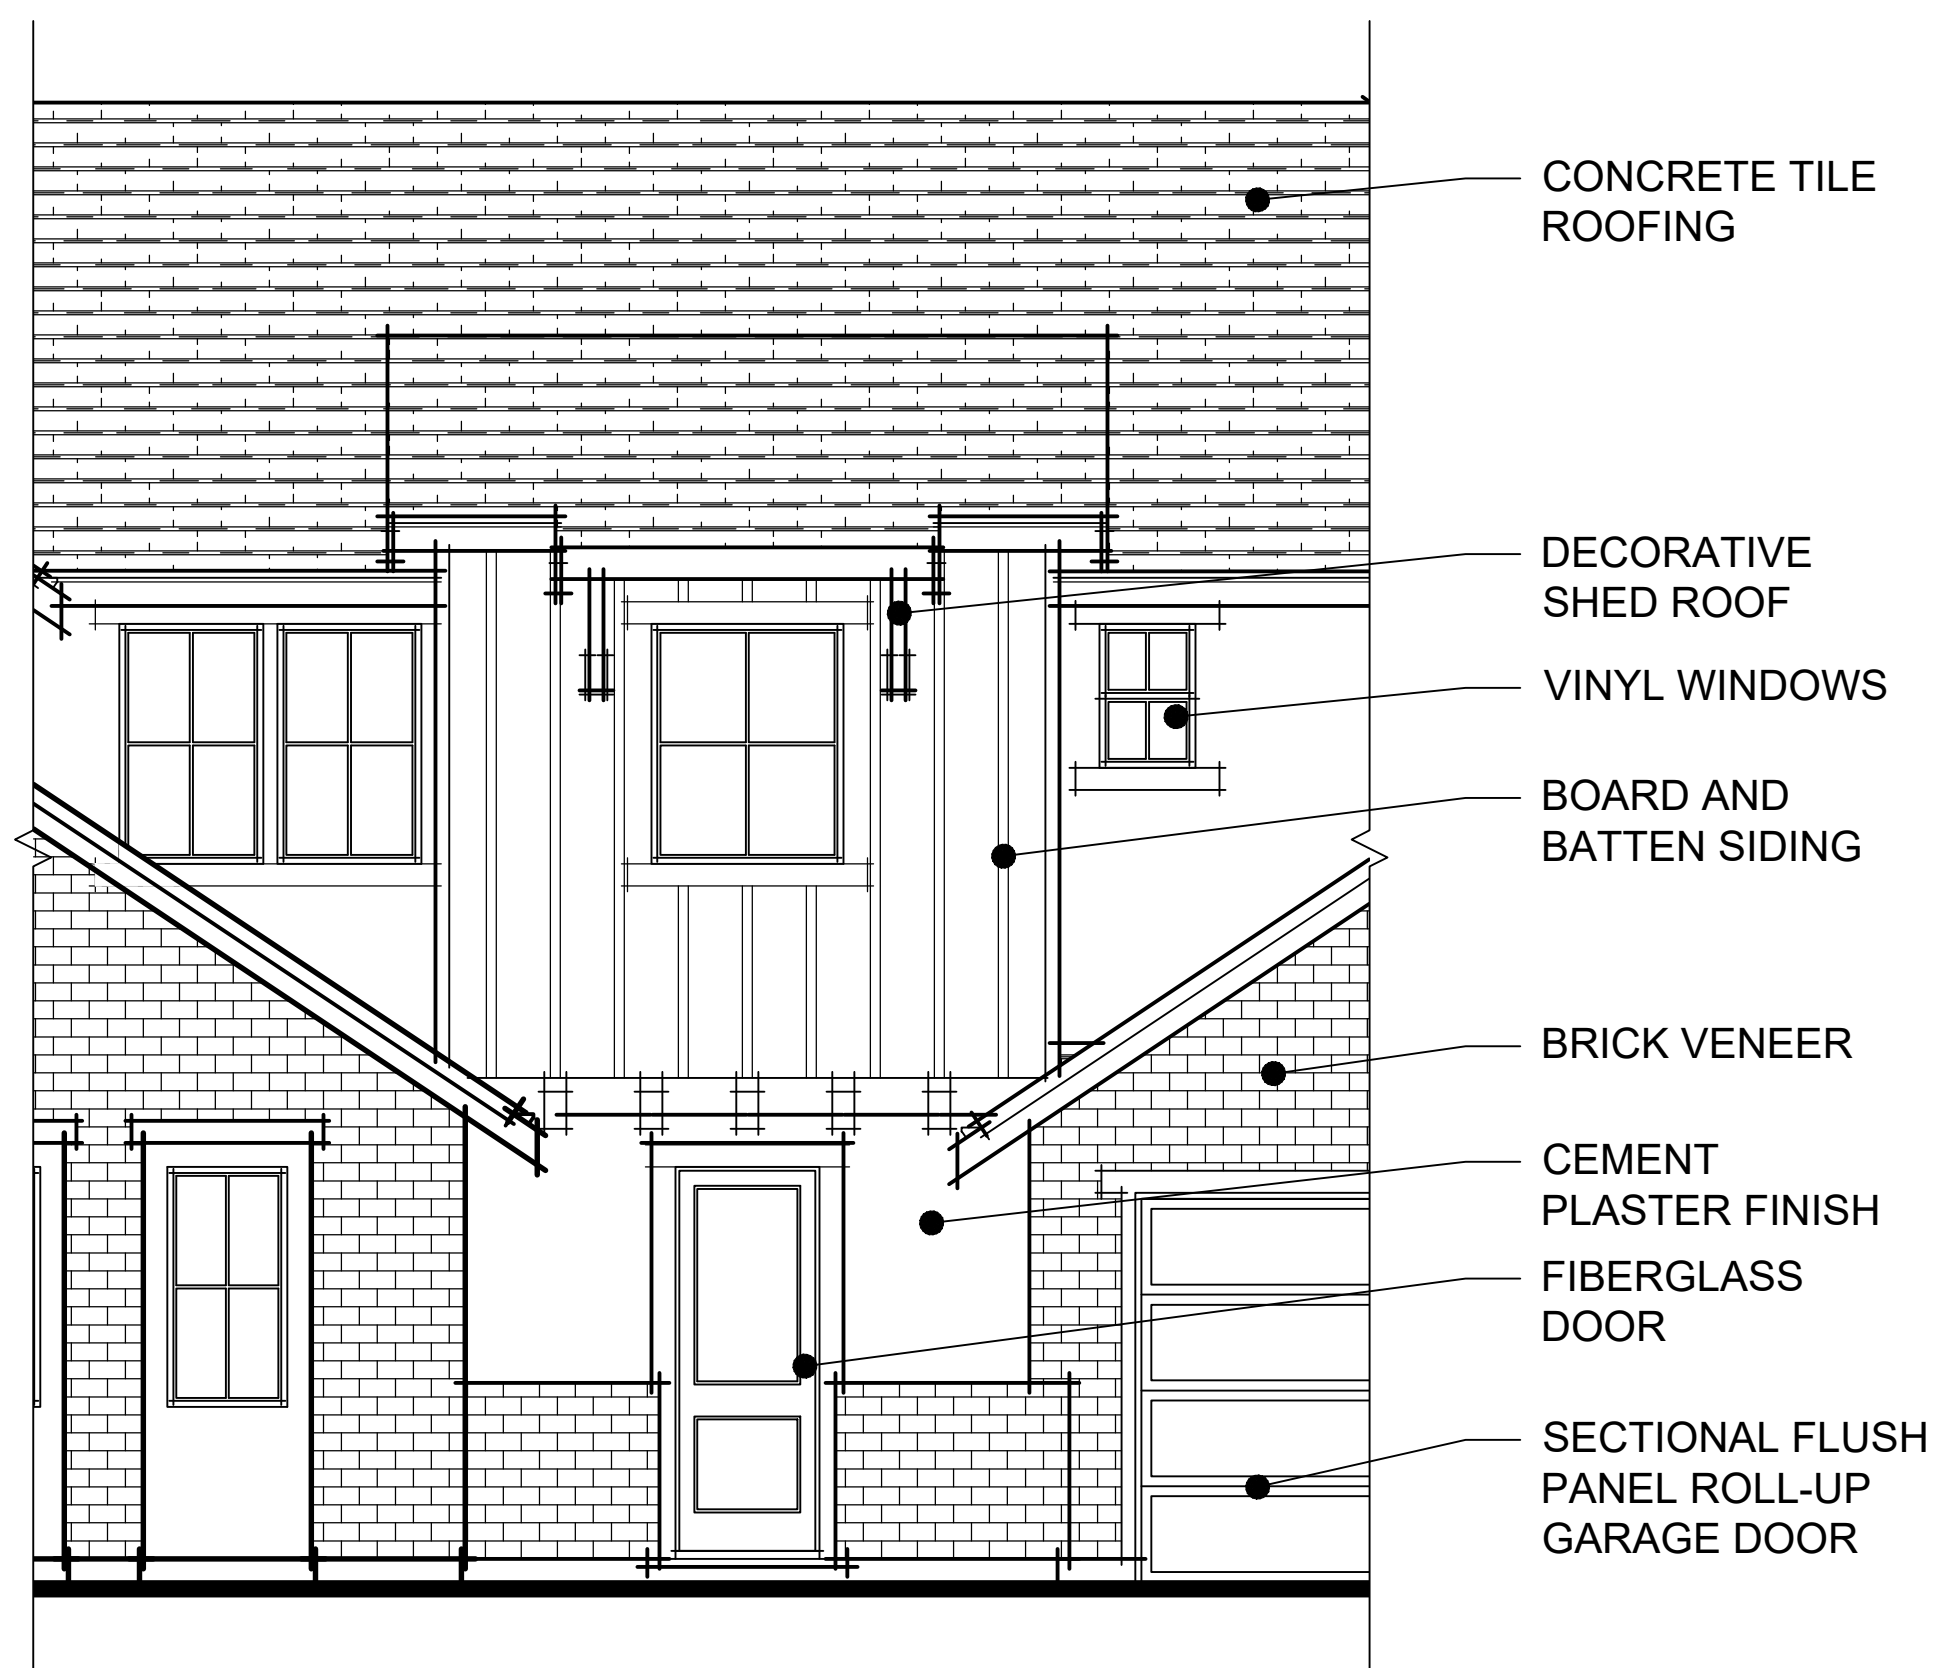 CONCRETE TILE
ROOFING
DECORATIVE
SHED ROOF
VINYL WINDOWS
BOARD AND
BATTEN SIDING
BRICK VENEER
CEMENT
PLASTER FINISH
FIBERGLASS
DOOR
SECTIONAL FLUSH
PANEL ROLL-UP
GARAGE DOOR